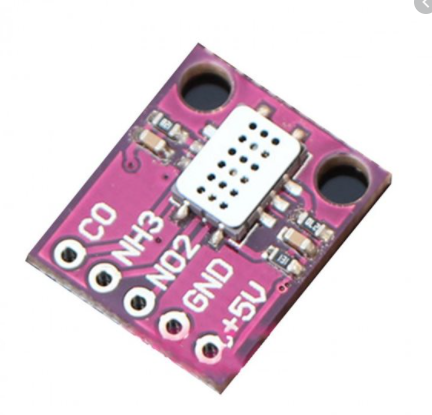 CO
NH3
NO2
GND
+5V